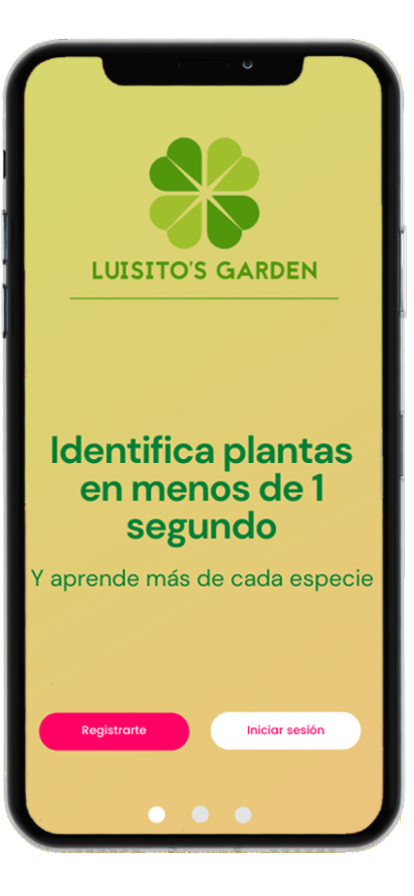 LUISITO'S GARDEN
Identifica plantas
en menos de 1
segundo
Y aprende más de cada especie
Registrarte
Iniciar sesión